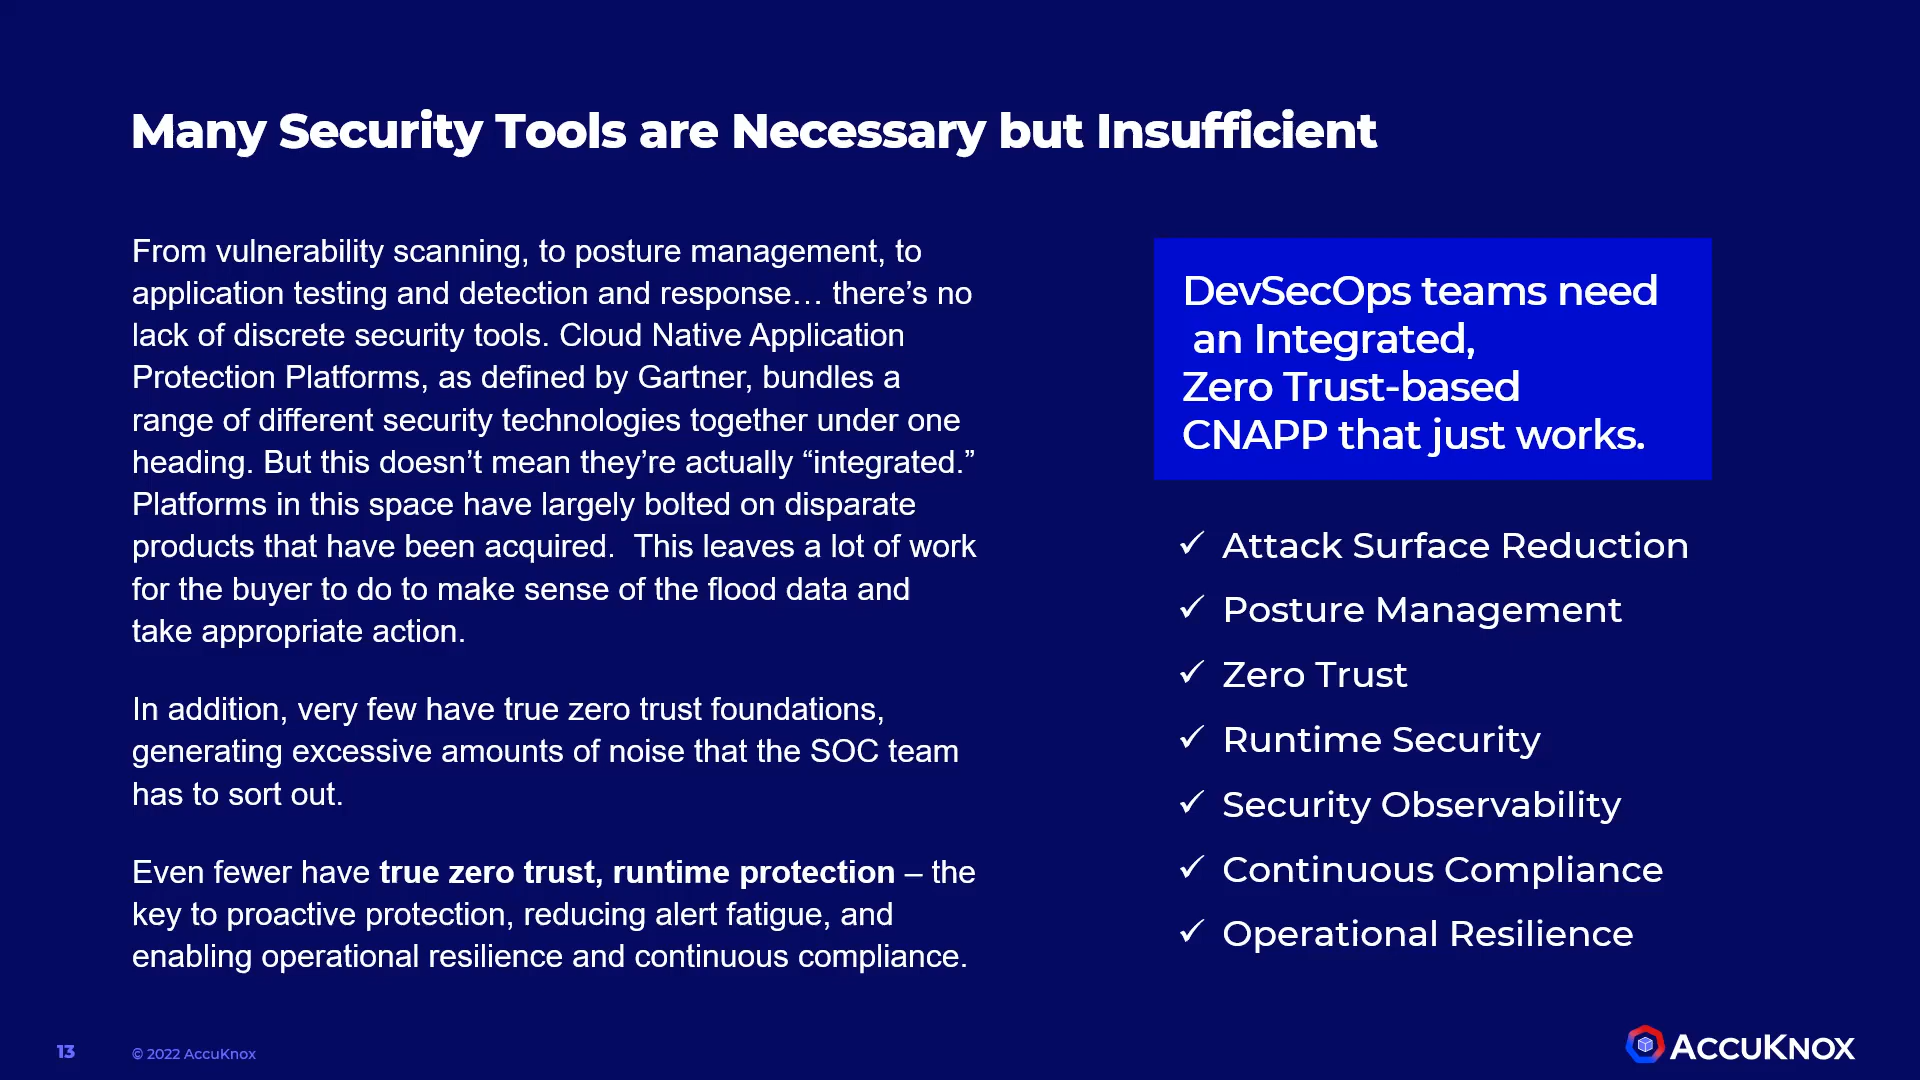 Many Security Tools are Necessary but Insufficient
From vulnerability scanning, to posture management, to
application testing and detection and response… there’s no
lack of discrete security tools. Cloud Native Application
Protection Platforms, as defined by Gartner, bundles a
range of different security technologies together under one
heading. But this doesn’t mean they’re actually “integrated.”
Platforms in this space have largely bolted on disparate
products that have been acquired.  This leaves a lot of work
for the buyer to do to make sense of the flood data and
take appropriate action.
In addition, very few have true zero trust foundations,
generating excessive amounts of noise that the SOC team
has to sort out.
Even fewer have true zero trust, runtime protection – the
key to proactive protection, reducing alert fatigue, and
enabling operational resilience and continuous compliance.
DevSecOps teams need
an Integrated,
Zero Trust-based
CNAPP that just works.
✓ Attack Surface Reduction
✓ Posture Management
✓ Zero Trust
✓ Runtime Security
✓ Security Observability
✓ Continuous Compliance
✓ Operational Resilience
13
© 2022 AccuKnox
ACCUKNOX